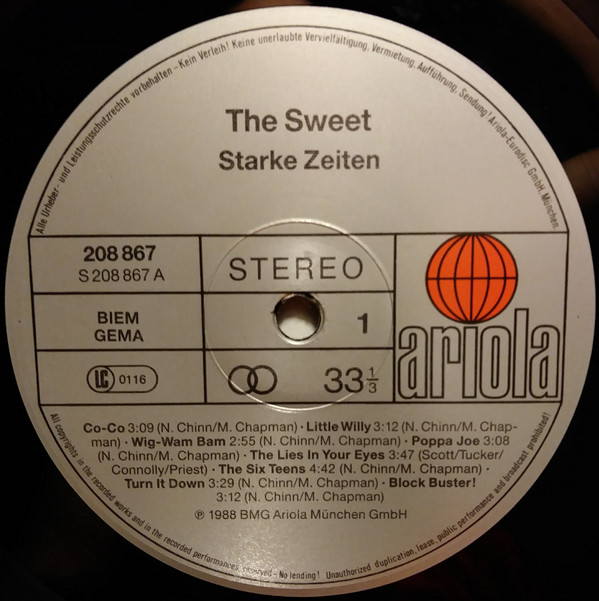 Alle Urheber- und Leistungsschutzrechte vorbehalten – Kein Verleih! Keine unerlaubte Vervielfältigung, Vermietung, Aufführung, Sendung! Ariola-Eurodisc GmbH, München.
The Sweet
Starke Zeiten
208 867
S 208 867 A
STEREO
BIEM
GEMA
1
LC 0116
33 1/3
ariola
Co-Co 3:09 (N. Chinn/M. Chapman) · Little Willy 3:12 (N. Chinn/M. Chap-
man) · Wig-Wam Bam 2:55 (N. Chinn/M. Chapman) · Poppa Joe 3:08
(N. Chinn/M. Chapman) · The Lies In Your Eyes 3:47 (Scott/Tucker/
Connolly/Priest) · The Six Teens 4:42 (N. Chinn/M. Chapman) ·
Turn It Down 3:29 (N. Chinn/M. Chapman) · Block Buster!
3:12 (N. Chinn/M. Chapman)
℗ 1988 BMG Ariola München GmbH
All copyrights in the recorded works and in the recorded performances reserved – No lending! Unauthorized duplication, lease, public performance and broadcast prohibited!